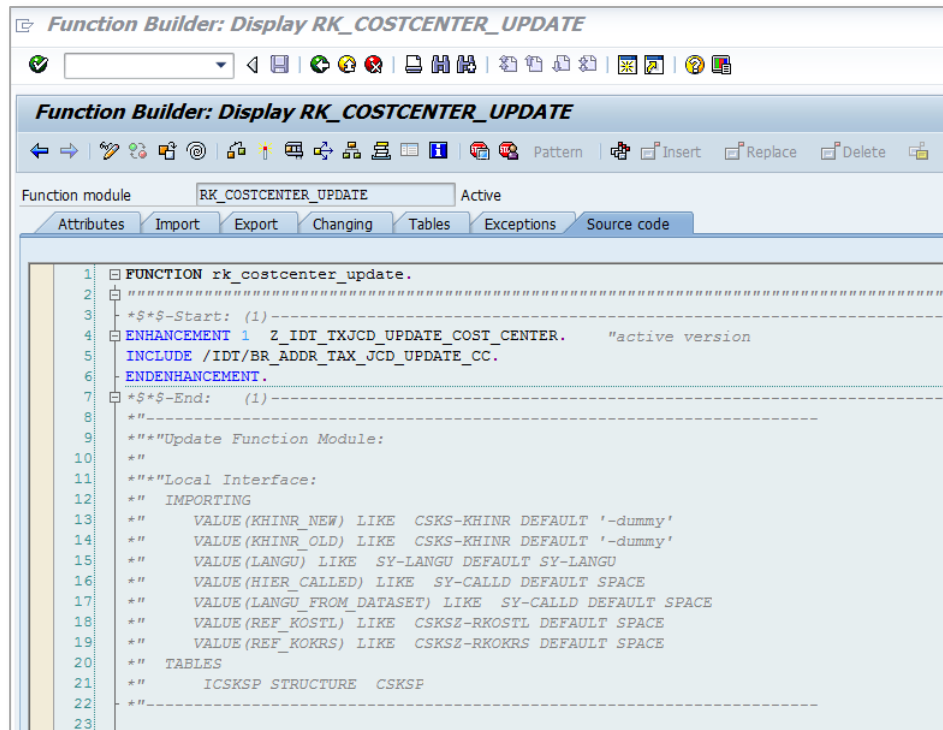 Function Builder: Display RK_COSTCENTER_UPDATE
Function Builder: Display RK_COSTCENTER_UPDATE
Pattern Insert Replace Delete
Function module RK_COSTCENTER_UPDATE Active
Attributes Import Export Changing Tables Exceptions Source code
1 FUNCTION rk_costcenter_update.
2 """"""""""""""""""""""""""""""""""""""""""""""""""""""""""""""""""""""""""""""""""""
3 *$*$-Start: (1)----------------------------------------------------------------------
4 ENHANCEMENT 1  Z_IDT_TXJCD_UPDATE_COST_CENTER.    "active version
5 INCLUDE /IDT/BR_ADDR_TAX_JCD_UPDATE_CC.
6 ENDENHANCEMENT.
7 *$*$-End:   (1)----------------------------------------------------------------------
8 *"----------------------------------------------------------------------
9 *"*"Update Function Module:
10 *"
11 *"*"Local Interface:
12 *"  IMPORTING
13 *"     VALUE(KHINR_NEW) LIKE  CSKS-KHINR DEFAULT '-dummy'
14 *"     VALUE(KHINR_OLD) LIKE  CSKS-KHINR DEFAULT '-dummy'
15 *"     VALUE(LANGU) LIKE  SY-LANGU DEFAULT SY-LANGU
16 *"     VALUE(HIER_CALLED) LIKE  SY-CALLD DEFAULT SPACE
17 *"     VALUE(LANGU_FROM_DATASET) LIKE  SY-CALLD DEFAULT SPACE
18 *"     VALUE(REF_KOSTL) LIKE  CSKSZ-RKOSTL DEFAULT SPACE
19 *"     VALUE(REF_KOKRS) LIKE  CSKSZ-RKOKRS DEFAULT SPACE
20 *"  TABLES
21 *"      ICSKSP STRUCTURE  CSKSP
22 *"----------------------------------------------------------------------
23